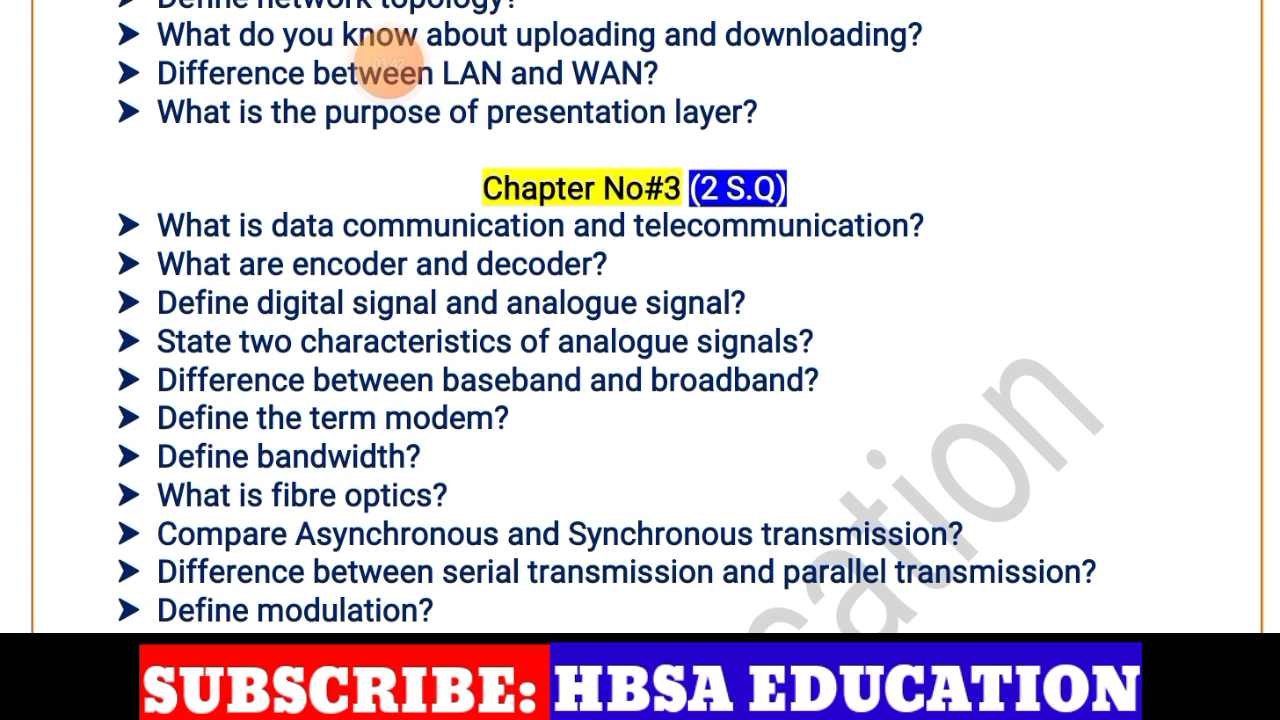 ➤ Define network topology?
➤ What do you know about uploading and downloading?
➤ Difference between LAN and WAN?
➤ What is the purpose of presentation layer?
Chapter No#3 (2 S.Q)
➤ What is data communication and telecommunication?
➤ What are encoder and decoder?
➤ Define digital signal and analogue signal?
➤ State two characteristics of analogue signals?
➤ Difference between baseband and broadband?
➤ Define the term modem?
➤ Define bandwidth?
➤ What is fibre optics?
➤ Compare Asynchronous and Synchronous transmission?
➤ Difference between serial transmission and parallel transmission?
➤ Define modulation?
cation
SUBSCRIBE: HBSA EDUCATION